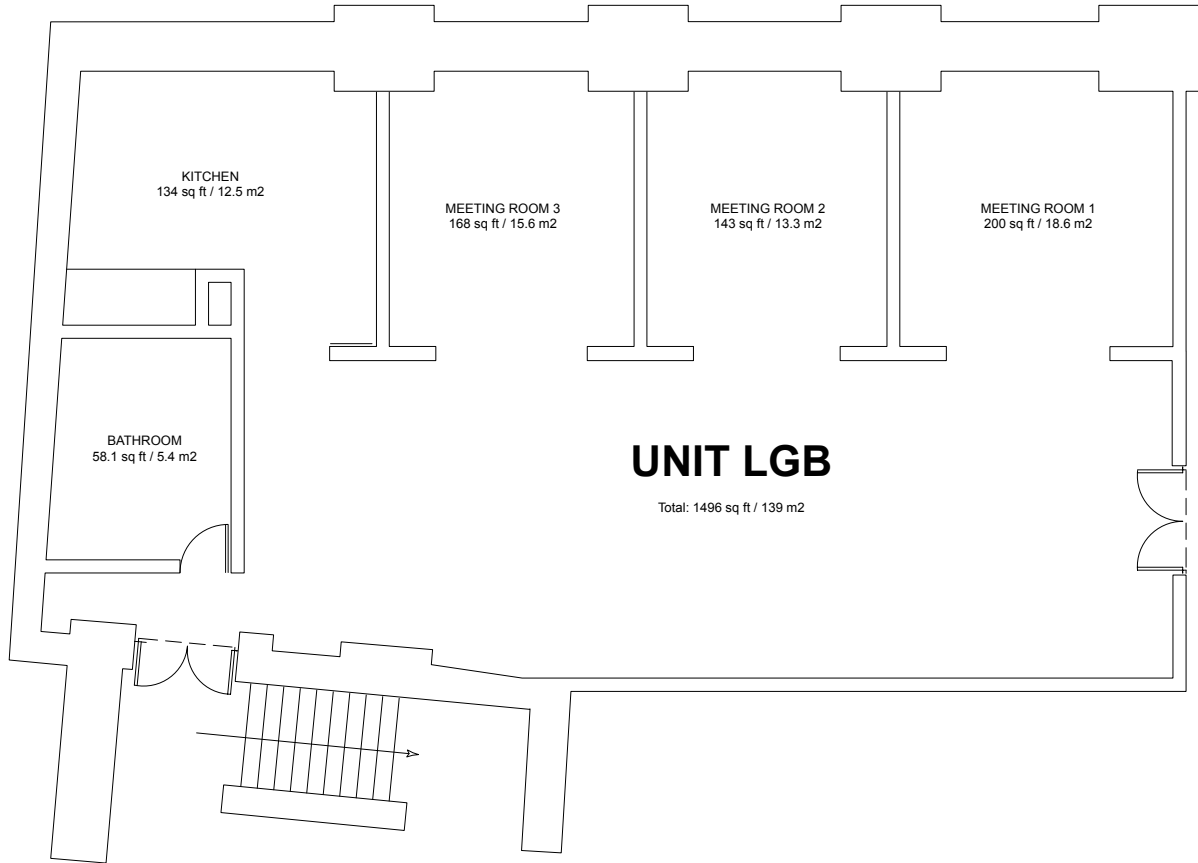 KITCHEN
134 sq ft / 12.5 m2
MEETING ROOM 3
168 sq ft / 15.6 m2
MEETING ROOM 2
143 sq ft / 13.3 m2
MEETING ROOM 1
200 sq ft / 18.6 m2
BATHROOM
58.1 sq ft / 5.4 m2
UNIT LGB
Total: 1496 sq ft / 139 m2